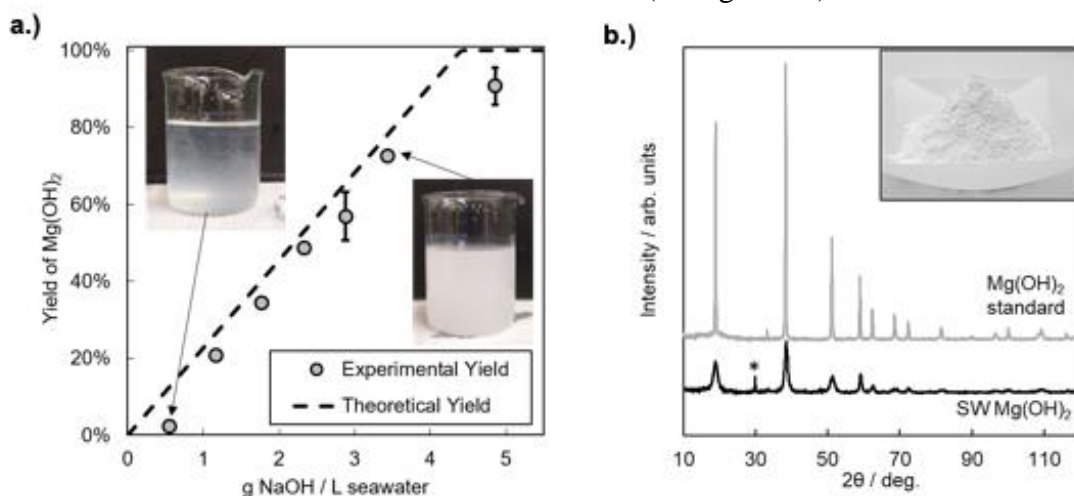 a.)
100%
80%
60%
40%
20%
0%
Yield of Mg(OH)2
0 1 2 3 4 5
g NaOH / L seawater
Experimental Yield
Theoretical Yield
b.)
Intensity / arb. units
Mg(OH)2
standard
*
SW Mg(OH)2
10 30 50 70 90 110
2θ / deg.